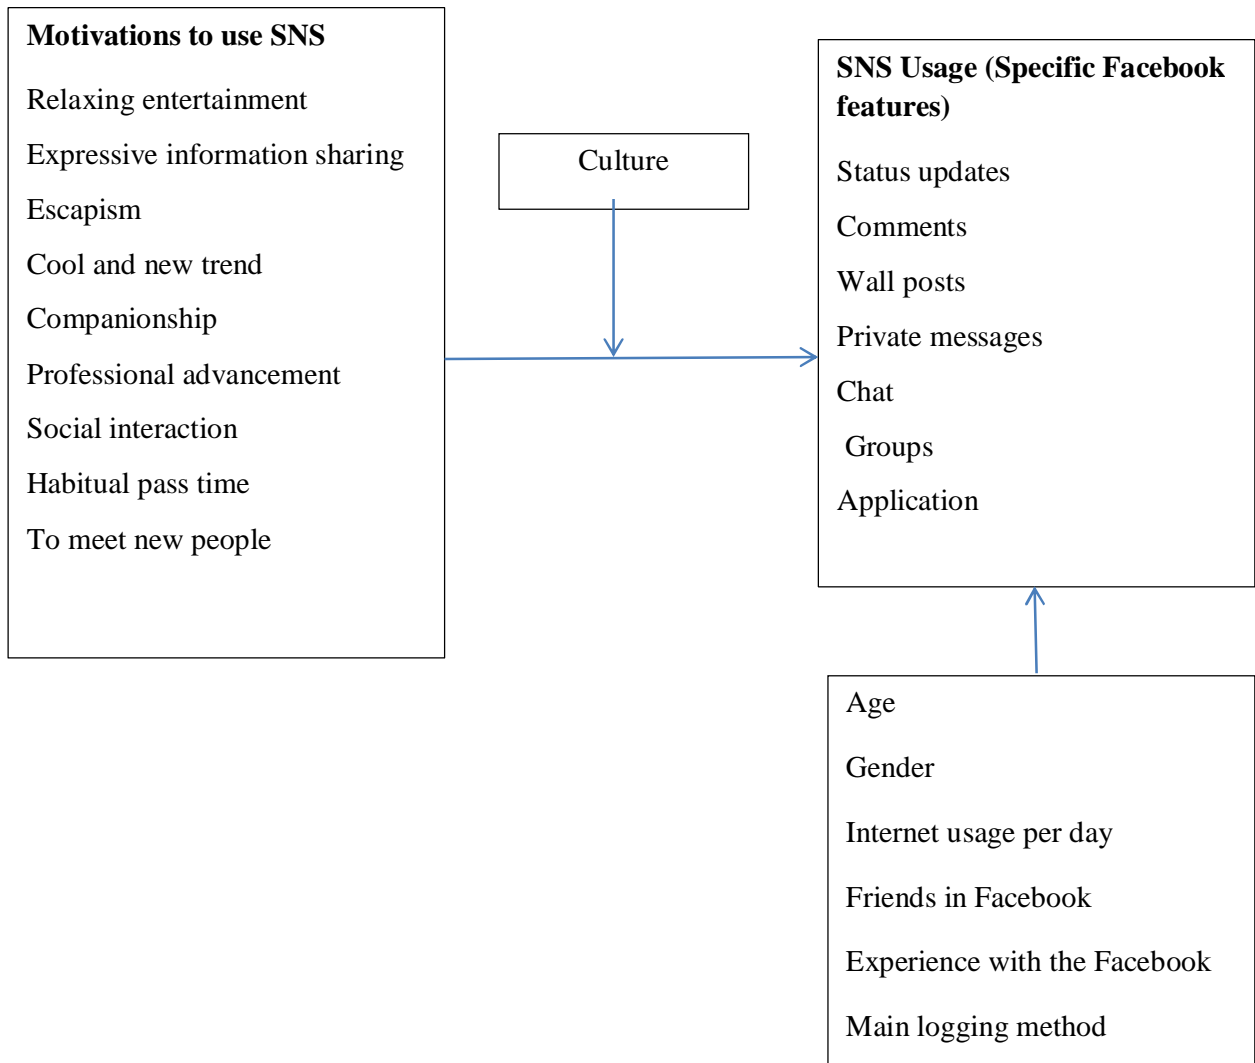 Motivations to use SNS
Relaxing entertainment
Expressive information sharing
Escapism
Cool and new trend
Companionship
Professional advancement
Social interaction
Habitual pass time
To meet new people
Culture
SNS Usage (Specific Facebook
features)
Status updates
Comments
Wall posts
Private messages
Chat
Groups
Application
Age
Gender
Internet usage per day
Friends in Facebook
Experience with the Facebook
Main logging method